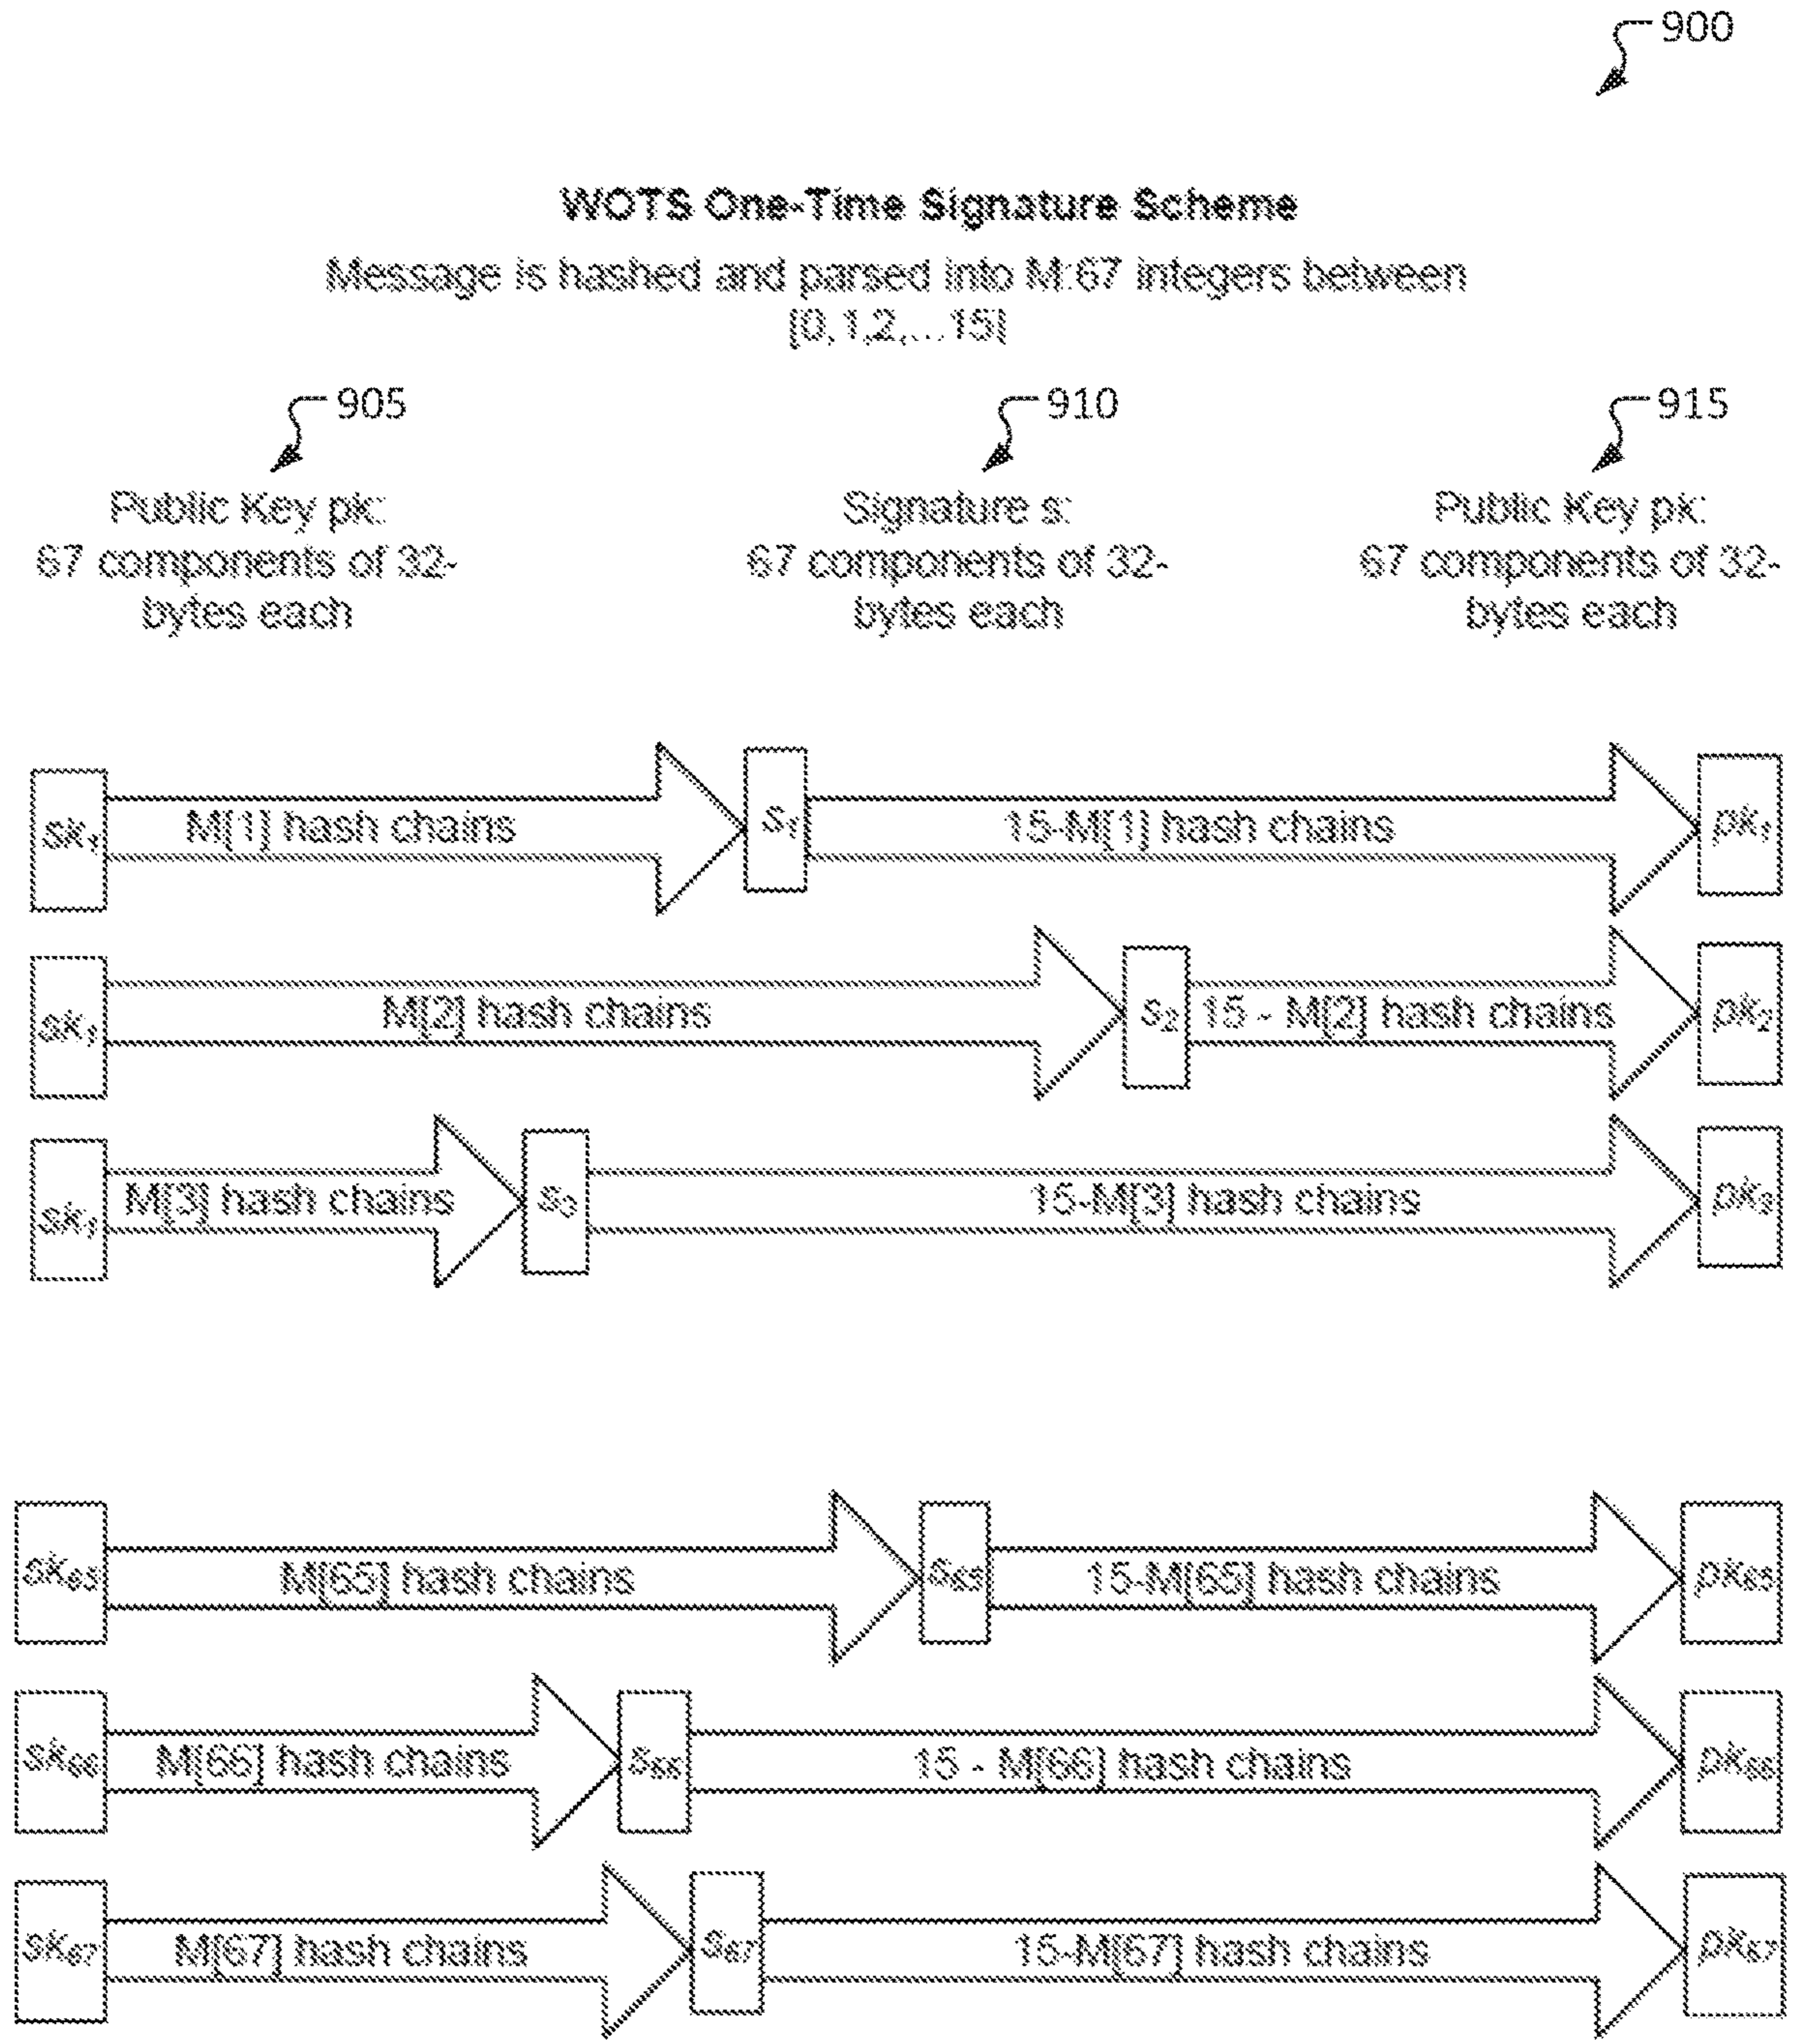 900
WOTS One-Time Signature Scheme
Message is hashed and parsed into M:67 integers between
[0,1,2,...15]
905
910
915
Public Key pk:
67 components of 32-
bytes each
Signature s:
67 components of 32-
bytes each
Public Key pk:
67 components of 32-
bytes each
sk₁ M[1] hash chains s₁ 15-M[1] hash chains pk₁
sk₁ M[2] hash chains s₂ 15 - M[2] hash chains pk₂
sk₁ M[3] hash chains s₃ 15-M[3] hash chains pk₃
sk₆₅ M[65] hash chains s₆₅ 15-M[65] hash chains pk₆₅
sk₆₆ M[66] hash chains s₆₆ 15 - M[66] hash chains pk₆₆
sk₆₇ M[67] hash chains s₆₇ 15-M[67] hash chains pk₆₇